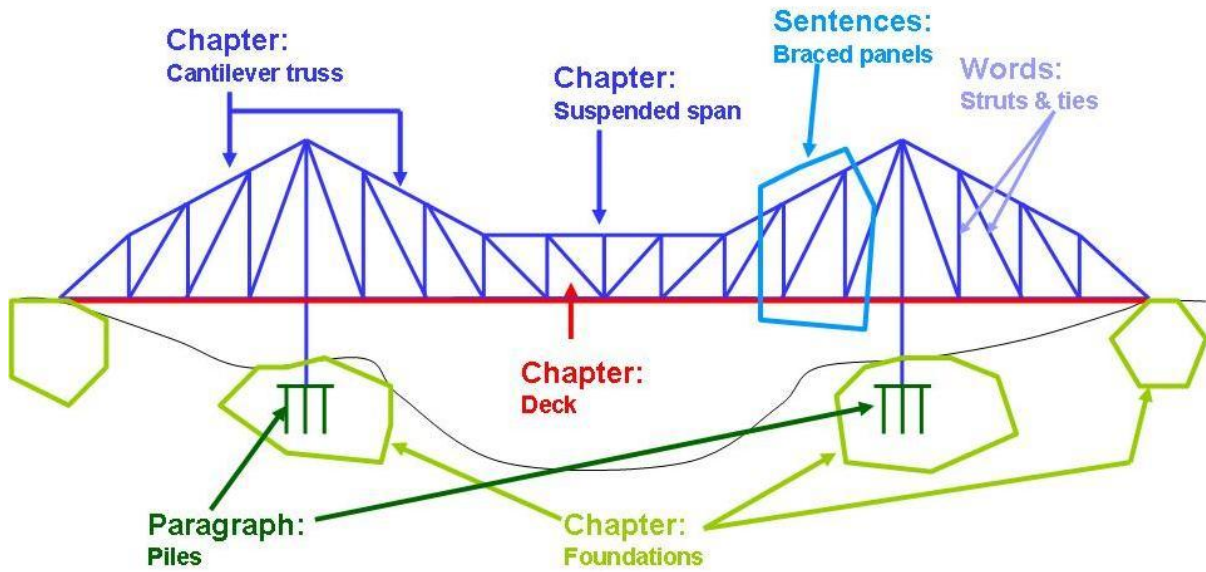 Chapter:
Cantilever truss
Chapter:
Suspended span
Sentences:
Braced panels
Words:
Struts & ties
Chapter:
Deck
Paragraph:
Piles
Chapter:
Foundations